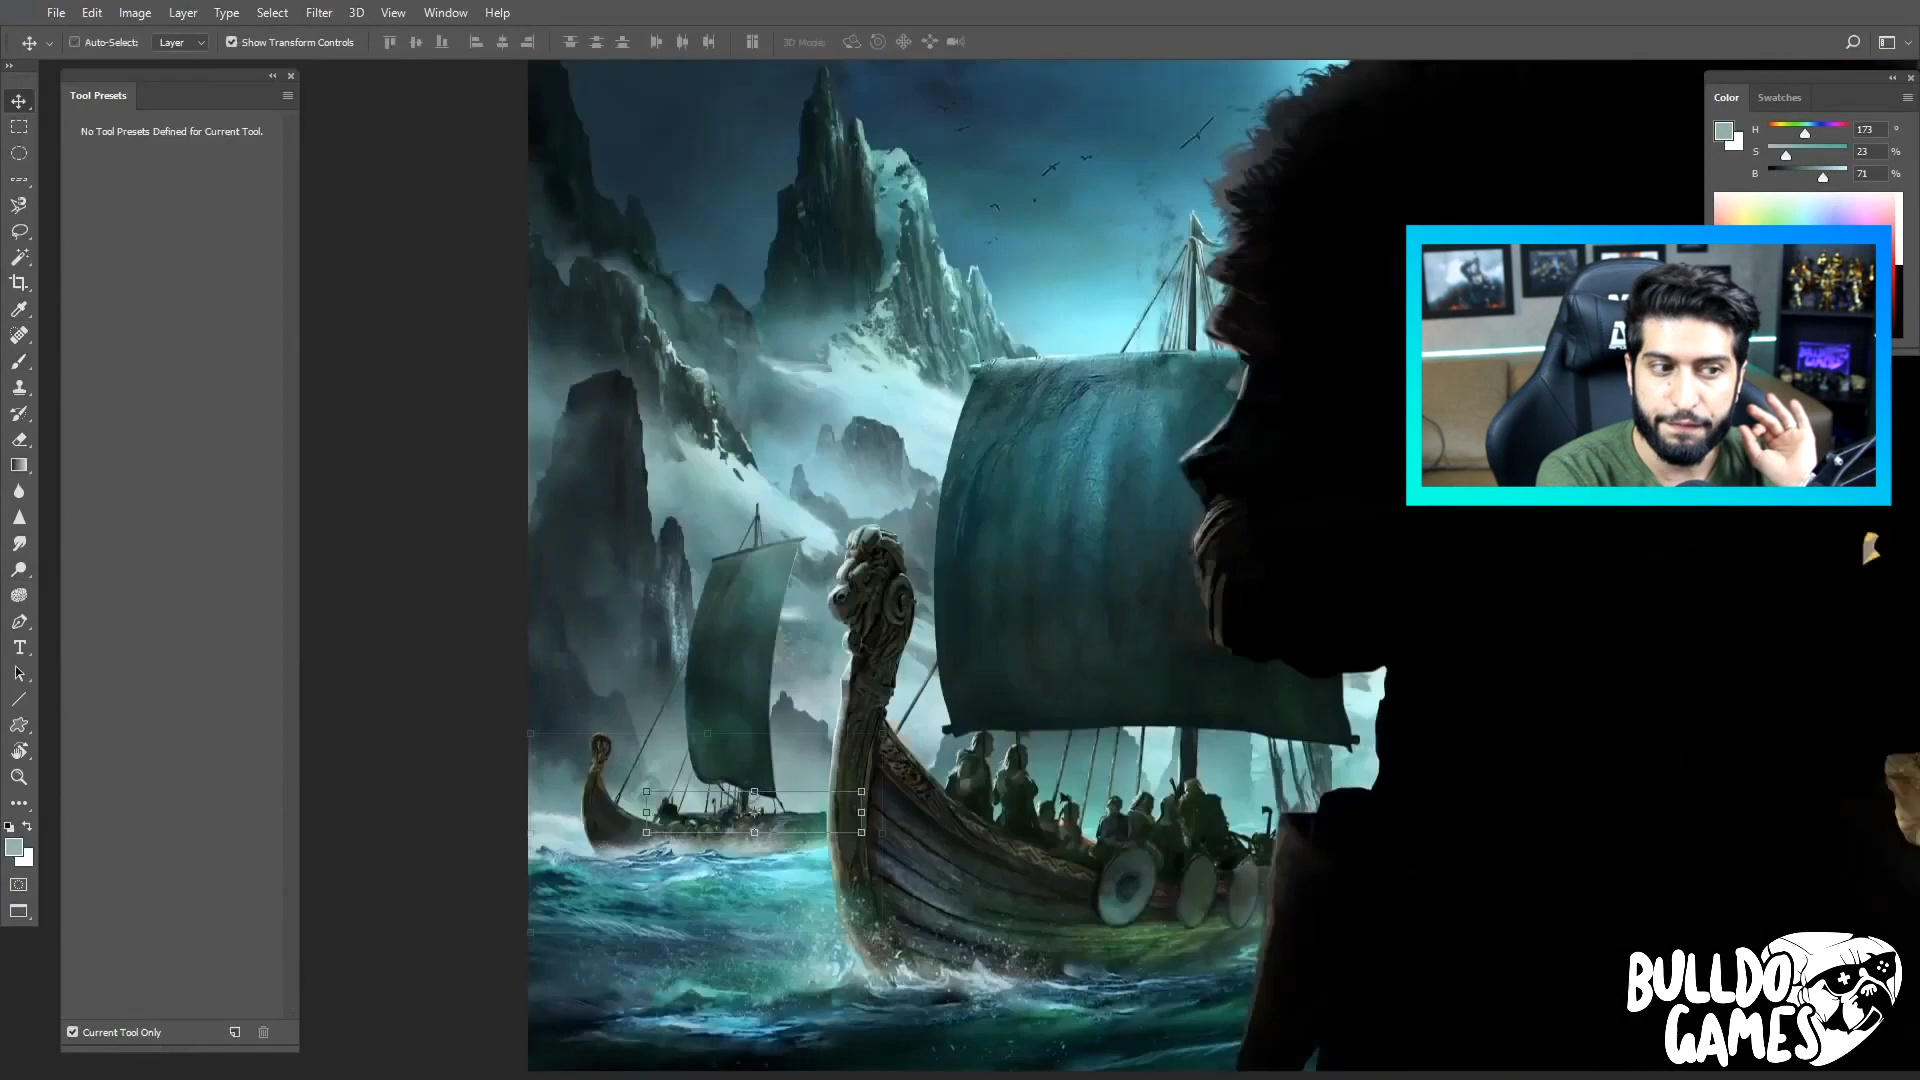 File Edit Image Layer Type Select Filter 3D View Window Help
Auto-Select: Layer Show Transform Controls 3D Mode:
Tool Presets
No Tool Presets Defined for Current Tool.
Current Tool Only
Color Swatches
H 173 °
S 23 %
B 71 %
BULLDO
GAMES